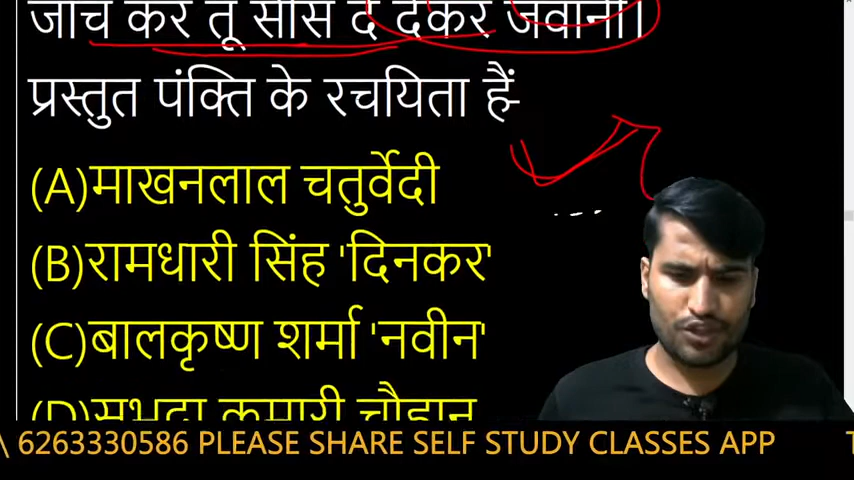 जाँच कर तू सीस दे देकर जवानी।
प्रस्तुत पंक्ति के रचयिता हैं-
(A)माखनलाल चतुर्वेदी
(B)रामधारी सिंह 'दिनकर'
(C)बालकृष्ण शर्मा 'नवीन'
(D)सुभद्रा कुमारी चौहान
\ 6263330586 PLEASE SHARE SELF STUDY CLASSES APP T